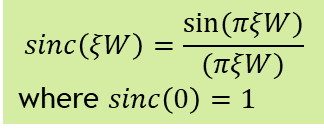 sinc(ξW) = sin(πξW) / (πξW)
where sinc(0) = 1